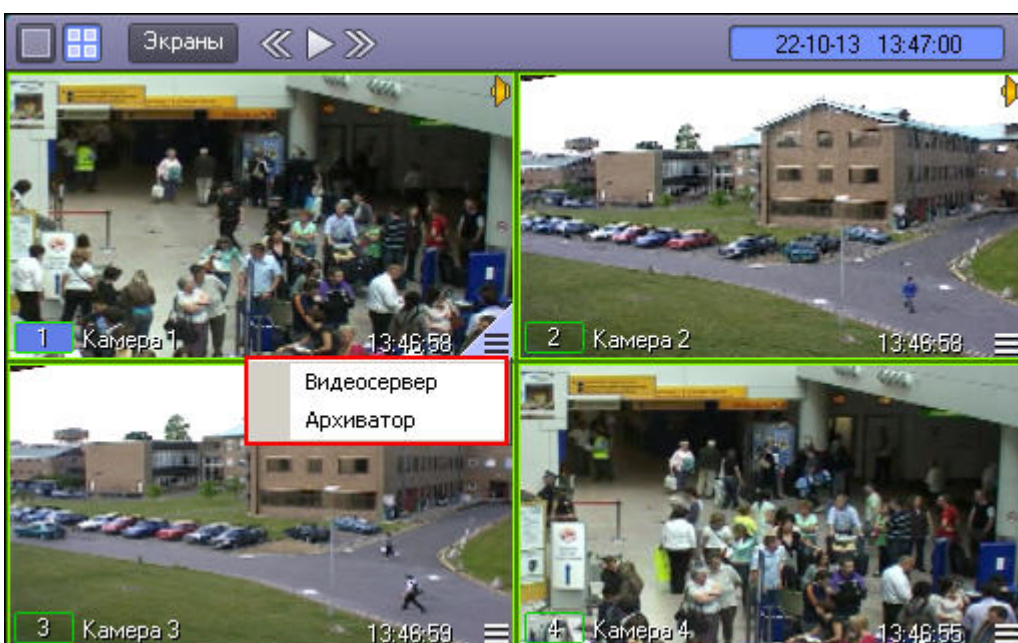 Экраны
22-10-13 13:47:00
1 Камера 1 13:46:58
2 Камера 2 13:46:58
Видеосервер
Архиватор
3 Камера 3 13:46:59
4 Камера 4 13:46:55